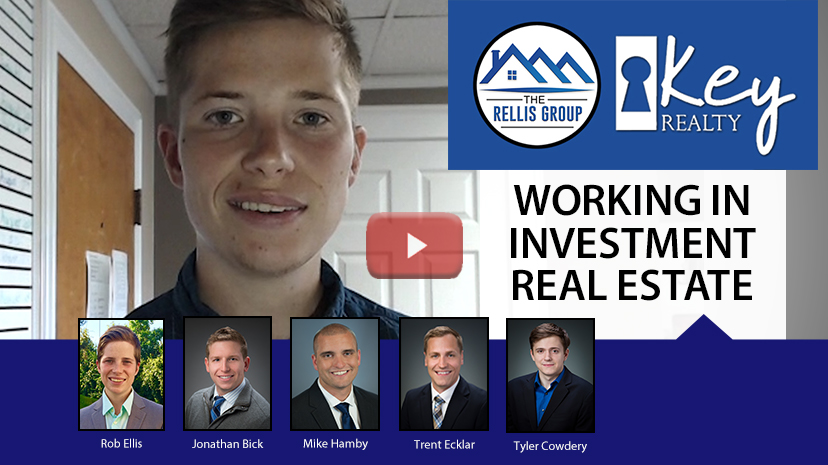 THE
RELLIS GROUP
Key
REALTY
WORKING IN
INVESTMENT
REAL ESTATE
Rob Ellis
Jonathan Bick
Mike Hamby
Trent Ecklar
Tyler Cowdery